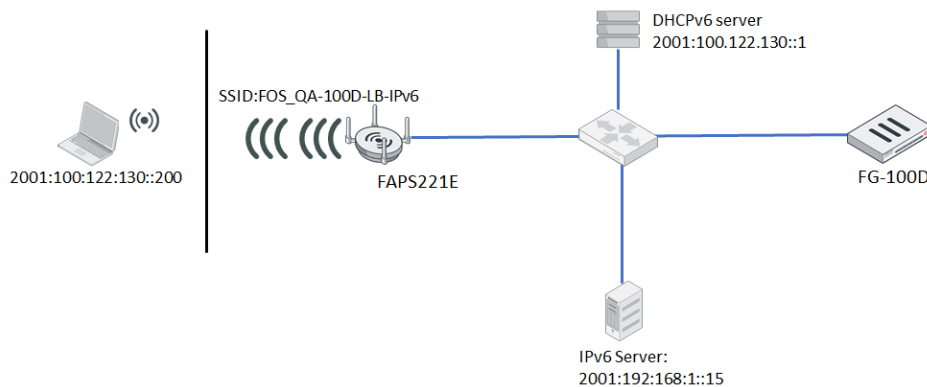 DHCPv6 server
2001:100.122.130::1
SSID:FOS_QA-100D-LB-IPv6
2001:100:122:130::200
FAPS221E
FG-100D
IPv6 Server:
2001:192:168:1::15